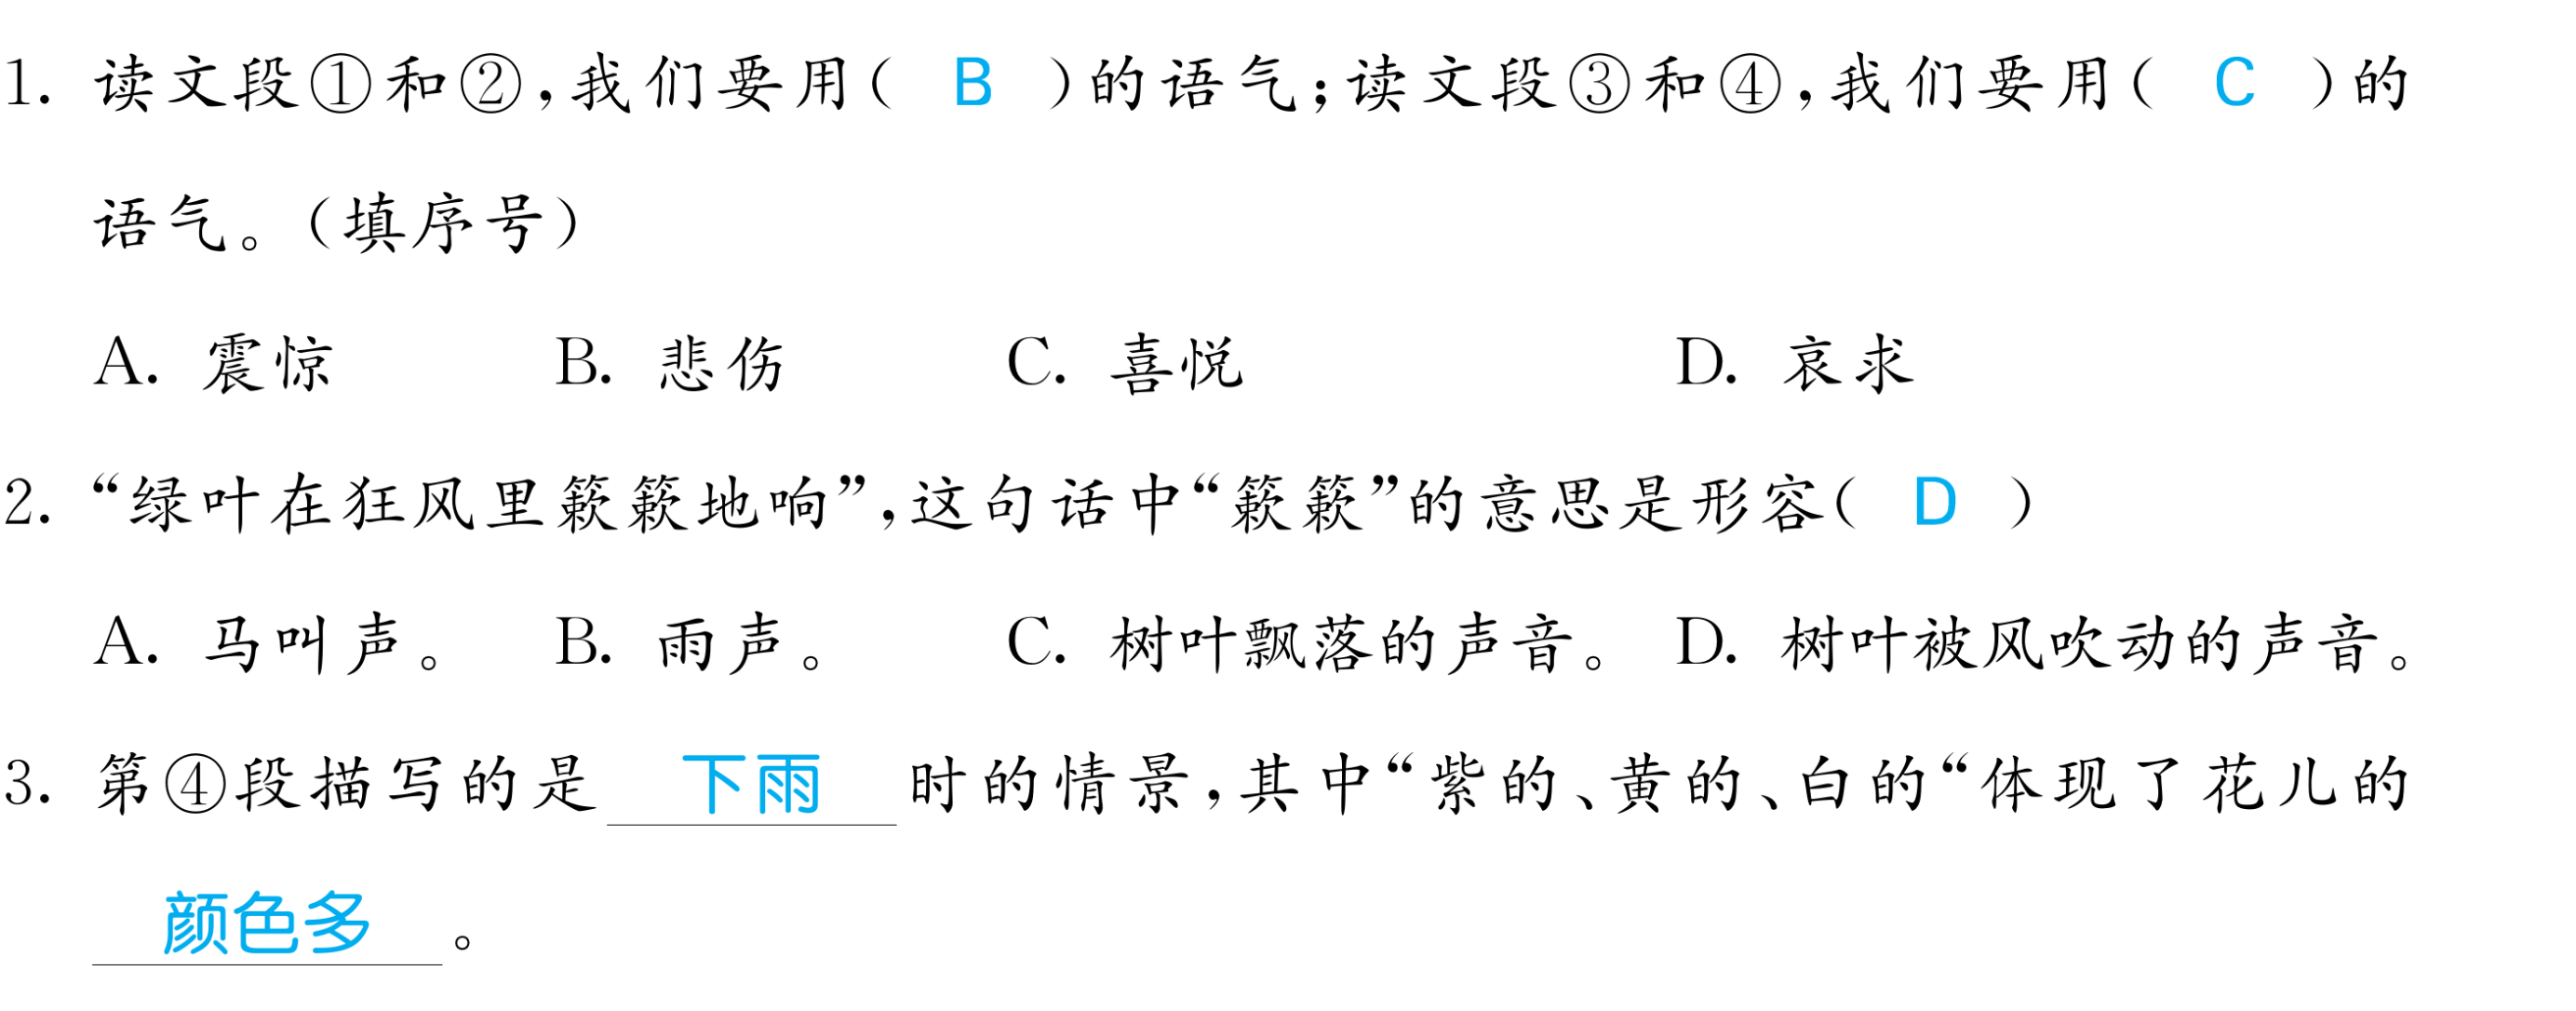 1. 读文段①和②,我们要用( B )的语气;读文段③和④,我们要用( C )的
语气。(填序号)
A. 震惊 B. 悲伤 C. 喜悦 D. 哀求
2. “绿叶在狂风里簌簌地响”,这句话中“簌簌”的意思是形容( D )
A. 马叫声。 B. 雨声。 C. 树叶飘落的声音。 D. 树叶被风吹动的声音。
3. 第④段描写的是 下雨 时的情景,其中“紫的、黄的、白的“体现了花儿的
颜色多 。